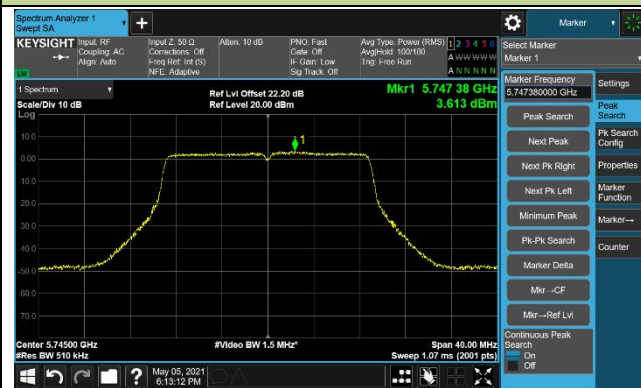 Spectrum Analyzer 1
Swept SA
+
Marker
KEYSIGHT
Input: RF
Coupling: AC
Align: Auto
Input Z: 50 Ω
Corrections: Off
Freq Ref: Int (S)
NFE: Adaptive
Atten: 10 dB
PNO: Fast
Gate: Off
IF Gain: Low
Sig Track: Off
Avg Type: Power (RMS)
Avg|Hold: 100/100
Trig: Free Run
1 2 3 4 5 6
A W W W W W
A N N N N N
Select Marker
Marker 1
1 Spectrum
Scale/Div 10 dB
Log
Ref Lvl Offset 22.20 dB
Ref Level 20.00 dBm
Mkr1 5.747 38 GHz
3.613 dBm
10.0
0.00
10.0
20.0
30.0
40.0
50.0
60.0
70.0
1
Center 5.74500 GHz
#Res BW 510 kHz
#Video BW 1.5 MHz*
Span 40.00 MHz
Sweep 1.07 ms (2001 pts)
Marker Frequency
5.747380000 GHz
Peak Search
Next Peak
Next Pk Right
Next Pk Left
Minimum Peak
Pk-Pk Search
Marker Delta
Mkr→CF
Mkr→Ref Lvl
Continuous Peak
Search
On
Off
Settings
Peak
Search
Pk Search
Config
Properties
Marker
Function
Marker→
Counter
?
May 05, 2021
6:13:12 PM